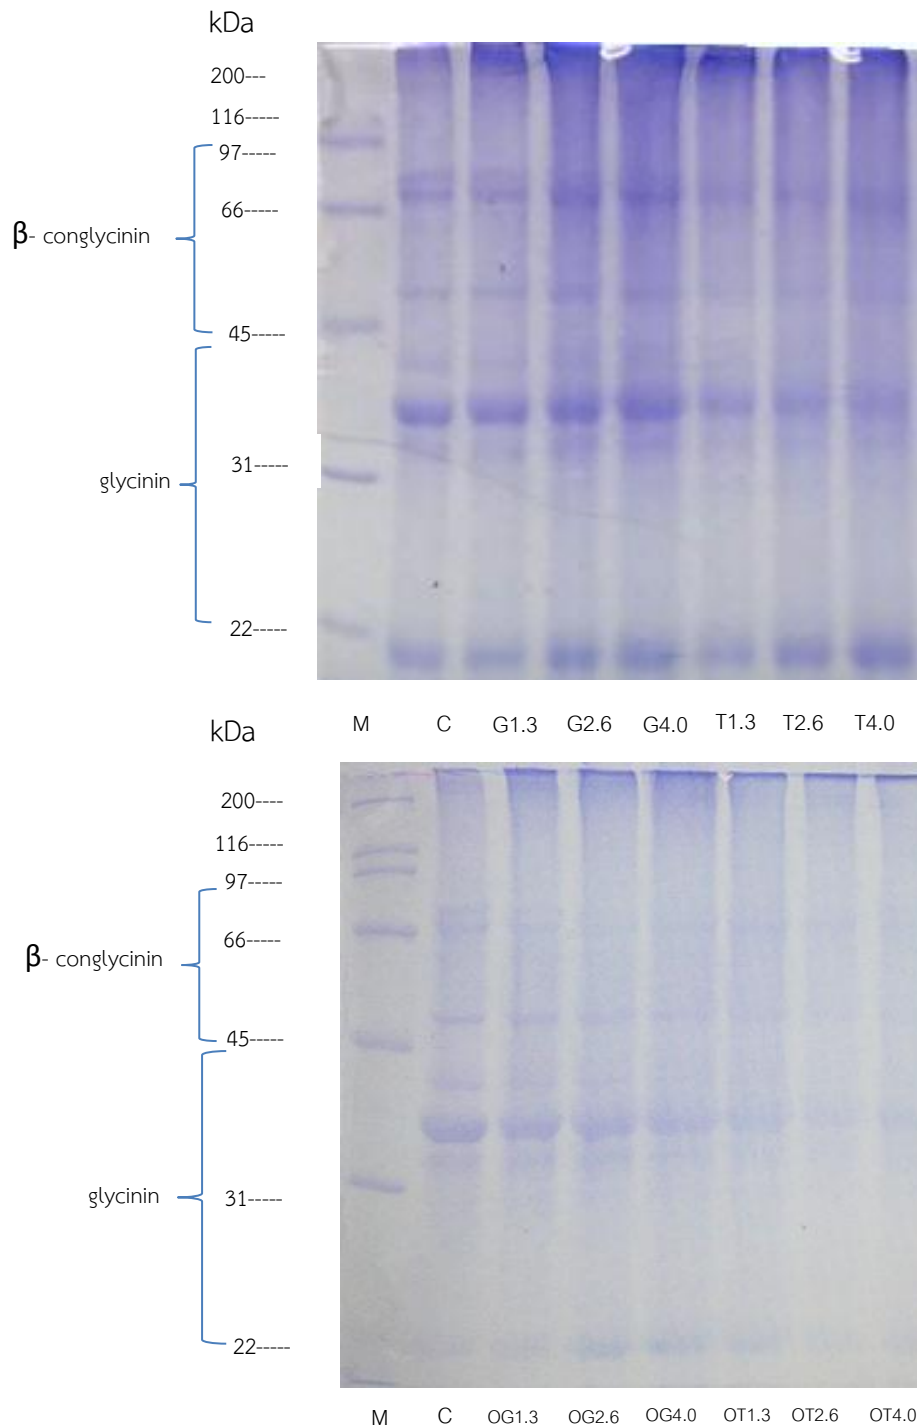 kDa
200---
116-----
97-----
β- conglycinin
66-----
45-----
glycinin
31-----
22-----
M C G1.3 G2.6 G4.0 T1.3 T2.6 T4.0
kDa
200----
116-----
97-----
β- conglycinin
66-----
45-----
glycinin
31-----
22-----
M C OG1.3 OG2.6 OG4.0 OT1.3 OT2.6 OT4.0